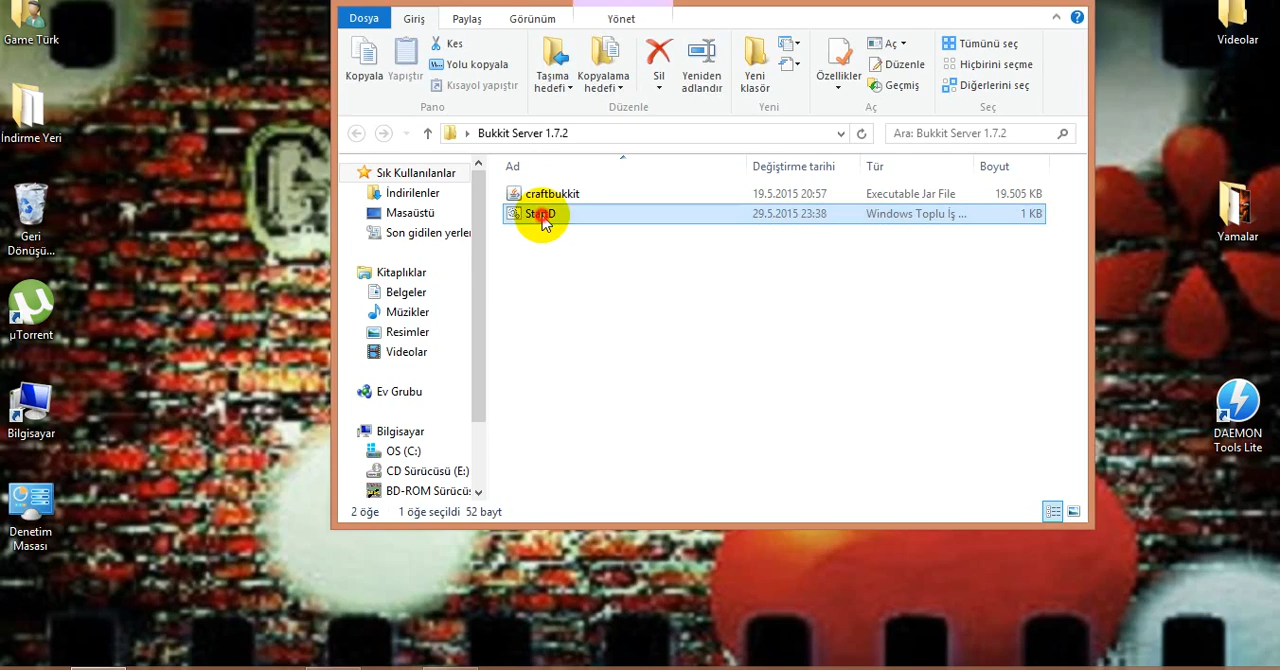 Dosya Giriş Paylaş Görünüm Yönet
Kopyala
Yapıştır
Kes
Yolu kopyala
Kısayol yapıştır
Pano
Taşıma hedefi
Kopyalama hedefi
Sil
Yeniden adlandır
Düzenle
Yeni klasör
Yeni
Özellikler
Aç
Düzenle
Geçmiş
Aç
Tümünü seç
Hiçbirini seçme
Diğerlerini seç
Seç
Bukkit Server 1.7.2
Ara: Bukkit Server 1.7.2
Sık Kullanılanlar
İndirilenler
Masaüstü
Son gidilen yerler
Kitaplıklar
Belgeler
Müzikler
Resimler
Videolar
Ev Grubu
Bilgisayar
OS (C:)
CD Sürücüsü (E:)
BD-ROM Sürücüs
Ad Değiştirme tarihi Tür Boyut
craftbukkit 19.5.2015 20:57 Executable Jar File 19.505 KB
29.5.2015 23:38 Windows Toplu İş ... 1 KB
2 öğe 1 öğe seçildi 52 bayt
Game Türk
İndirme Yeri
Geri
Dönüşü...
µTorrent
Bilgisayar
Denetim
Masası
Videolar
Yamalar
DAEMON
Tools Lite